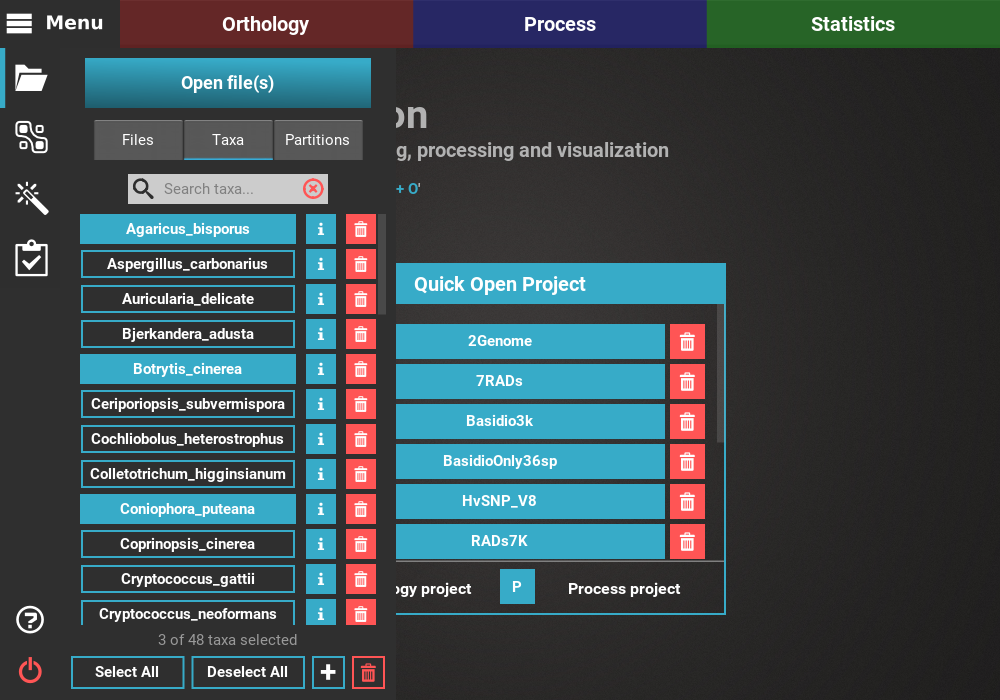 Menu
Orthology
Process
Statistics
Open file(s)
Files
Taxa
Partitions
Search taxa...
Agaricus_bisporus
Aspergillus_carbonarius
Auricularia_delicate
Bjerkandera_adusta
Botrytis_cinerea
Ceriporiopsis_subvermispora
Cochliobolus_heterostrophus
Colletotrichum_higginsianum
Coniophora_puteana
Coprinopsis_cinerea
Cryptococcus_gattii
Cryptococcus_neoformans
3 of 48 taxa selected
Select All
Deselect All
on
g, processing and visualization
+ O'
Quick Open Project
2Genome
7RADs
Basidio3k
BasidioOnly36sp
HvSNP_V8
RADs7K
ogy project
P
Process project